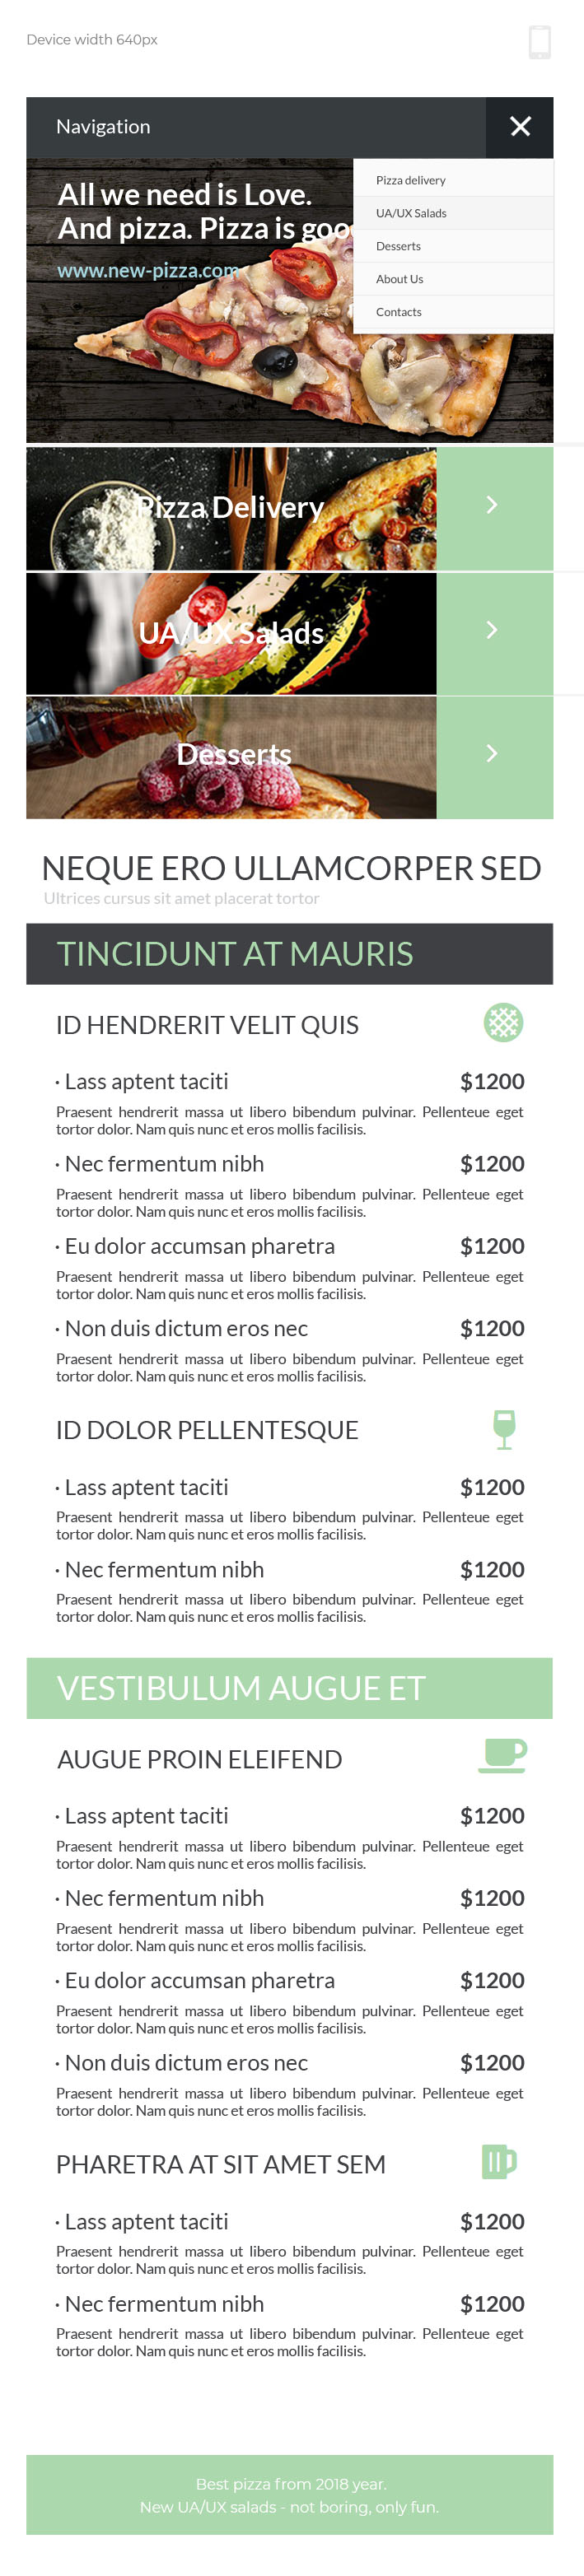 Device width 640px
Navigation
All we need is Love.
And pizza. Pizza is goo
www.new-pizza.com
Pizza delivery
UA/UX Salads
Desserts
About Us
Contacts
Pizza Delivery
UA/UX Salads
Desserts
NEQUE ERO ULLAMCORPER SED
Ultrices cursus sit amet placerat tortor
TINCIDUNT AT MAURIS
ID HENDRERIT VELIT QUIS
· Lass aptent taciti $1200
Praesent hendrerit massa ut libero bibendum pulvinar. Pellenteue eget
tortor dolor. Nam quis nunc et eros mollis facilisis.
· Nec fermentum nibh $1200
Praesent hendrerit massa ut libero bibendum pulvinar. Pellenteue eget
tortor dolor. Nam quis nunc et eros mollis facilisis.
· Eu dolor accumsan pharetra $1200
Praesent hendrerit massa ut libero bibendum pulvinar. Pellenteue eget
tortor dolor. Nam quis nunc et eros mollis facilisis.
· Non duis dictum eros nec $1200
Praesent hendrerit massa ut libero bibendum pulvinar. Pellenteue eget
tortor dolor. Nam quis nunc et eros mollis facilisis.
ID DOLOR PELLENTESQUE
· Lass aptent taciti $1200
Praesent hendrerit massa ut libero bibendum pulvinar. Pellenteue eget
tortor dolor. Nam quis nunc et eros mollis facilisis.
· Nec fermentum nibh $1200
Praesent hendrerit massa ut libero bibendum pulvinar. Pellenteue eget
tortor dolor. Nam quis nunc et eros mollis facilisis.
VESTIBULUM AUGUE ET
AUGUE PROIN ELEIFEND
· Lass aptent taciti $1200
Praesent hendrerit massa ut libero bibendum pulvinar. Pellenteue eget
tortor dolor. Nam quis nunc et eros mollis facilisis.
· Nec fermentum nibh $1200
Praesent hendrerit massa ut libero bibendum pulvinar. Pellenteue eget
tortor dolor. Nam quis nunc et eros mollis facilisis.
· Eu dolor accumsan pharetra $1200
Praesent hendrerit massa ut libero bibendum pulvinar. Pellenteue eget
tortor dolor. Nam quis nunc et eros mollis facilisis.
· Non duis dictum eros nec $1200
Praesent hendrerit massa ut libero bibendum pulvinar. Pellenteue eget
tortor dolor. Nam quis nunc et eros mollis facilisis.
PHARETRA AT SIT AMET SEM
· Lass aptent taciti $1200
Praesent hendrerit massa ut libero bibendum pulvinar. Pellenteue eget
tortor dolor. Nam quis nunc et eros mollis facilisis.
· Nec fermentum nibh $1200
Praesent hendrerit massa ut libero bibendum pulvinar. Pellenteue eget
tortor dolor. Nam quis nunc et eros mollis facilisis.
Best pizza from 2018 year.
New UA/UX salads - not boring, only fun.